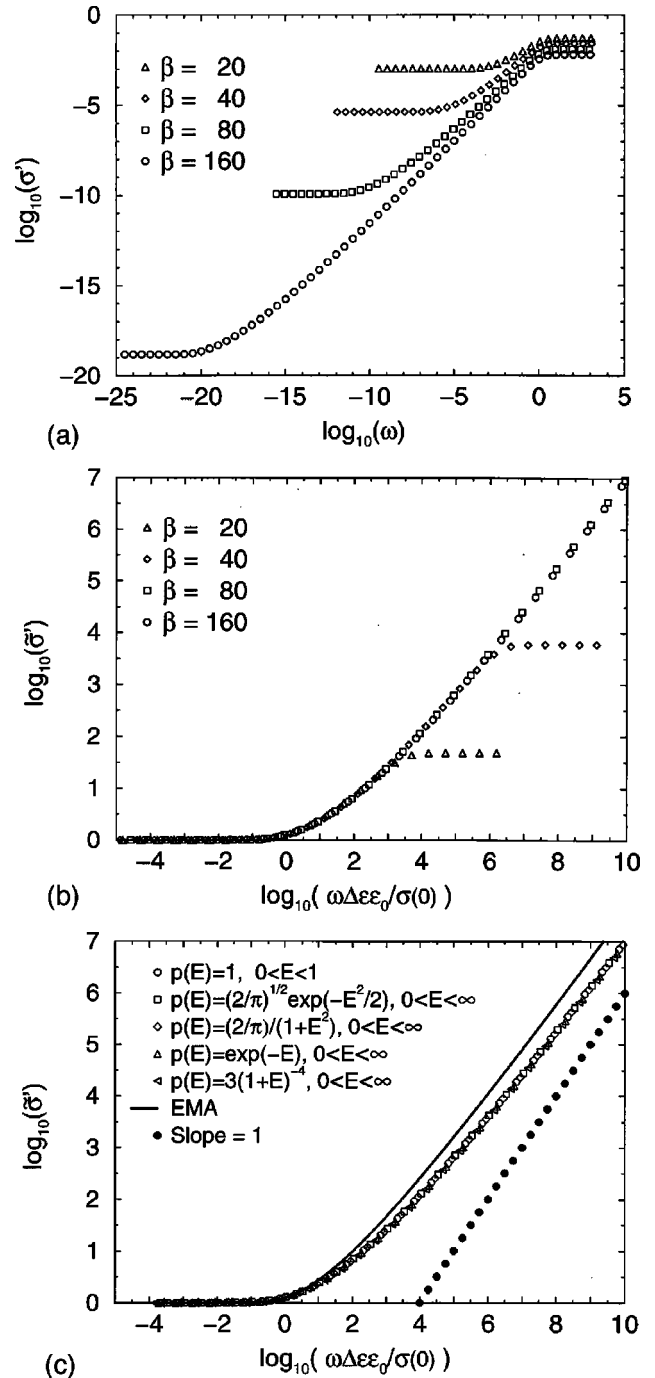 0
−5
−10
−15
−20
log₁₀(σ')
△ β = 20
◇ β = 40
□ β = 80
○ β = 160
−25 −20 −15 −10 −5 0 5
(a) log₁₀(ω)
7
6
5
4
3
2
1
0
log₁₀(σ̃')
△ β = 20
◇ β = 40
□ β = 80
○ β = 160
−4 −2 0 2 4 6 8 10
(b) log₁₀( ωΔεε₀/σ(0) )
7
6
5
4
3
2
1
0
log₁₀(σ̃')
○ p(E)=1, 0<E<1
□ p(E)=(2/π)^1/2 exp(−E²/2), 0<E<∞
◇ p(E)=(2/π)/(1+E²), 0<E<∞
△ p(E)=exp(−E), 0<E<∞
◁ p(E)=3(1+E)⁻⁴, 0<E<∞
— EMA
● Slope = 1
−4 −2 0 2 4 6 8 10
(c) log₁₀( ωΔεε₀/σ(0) )